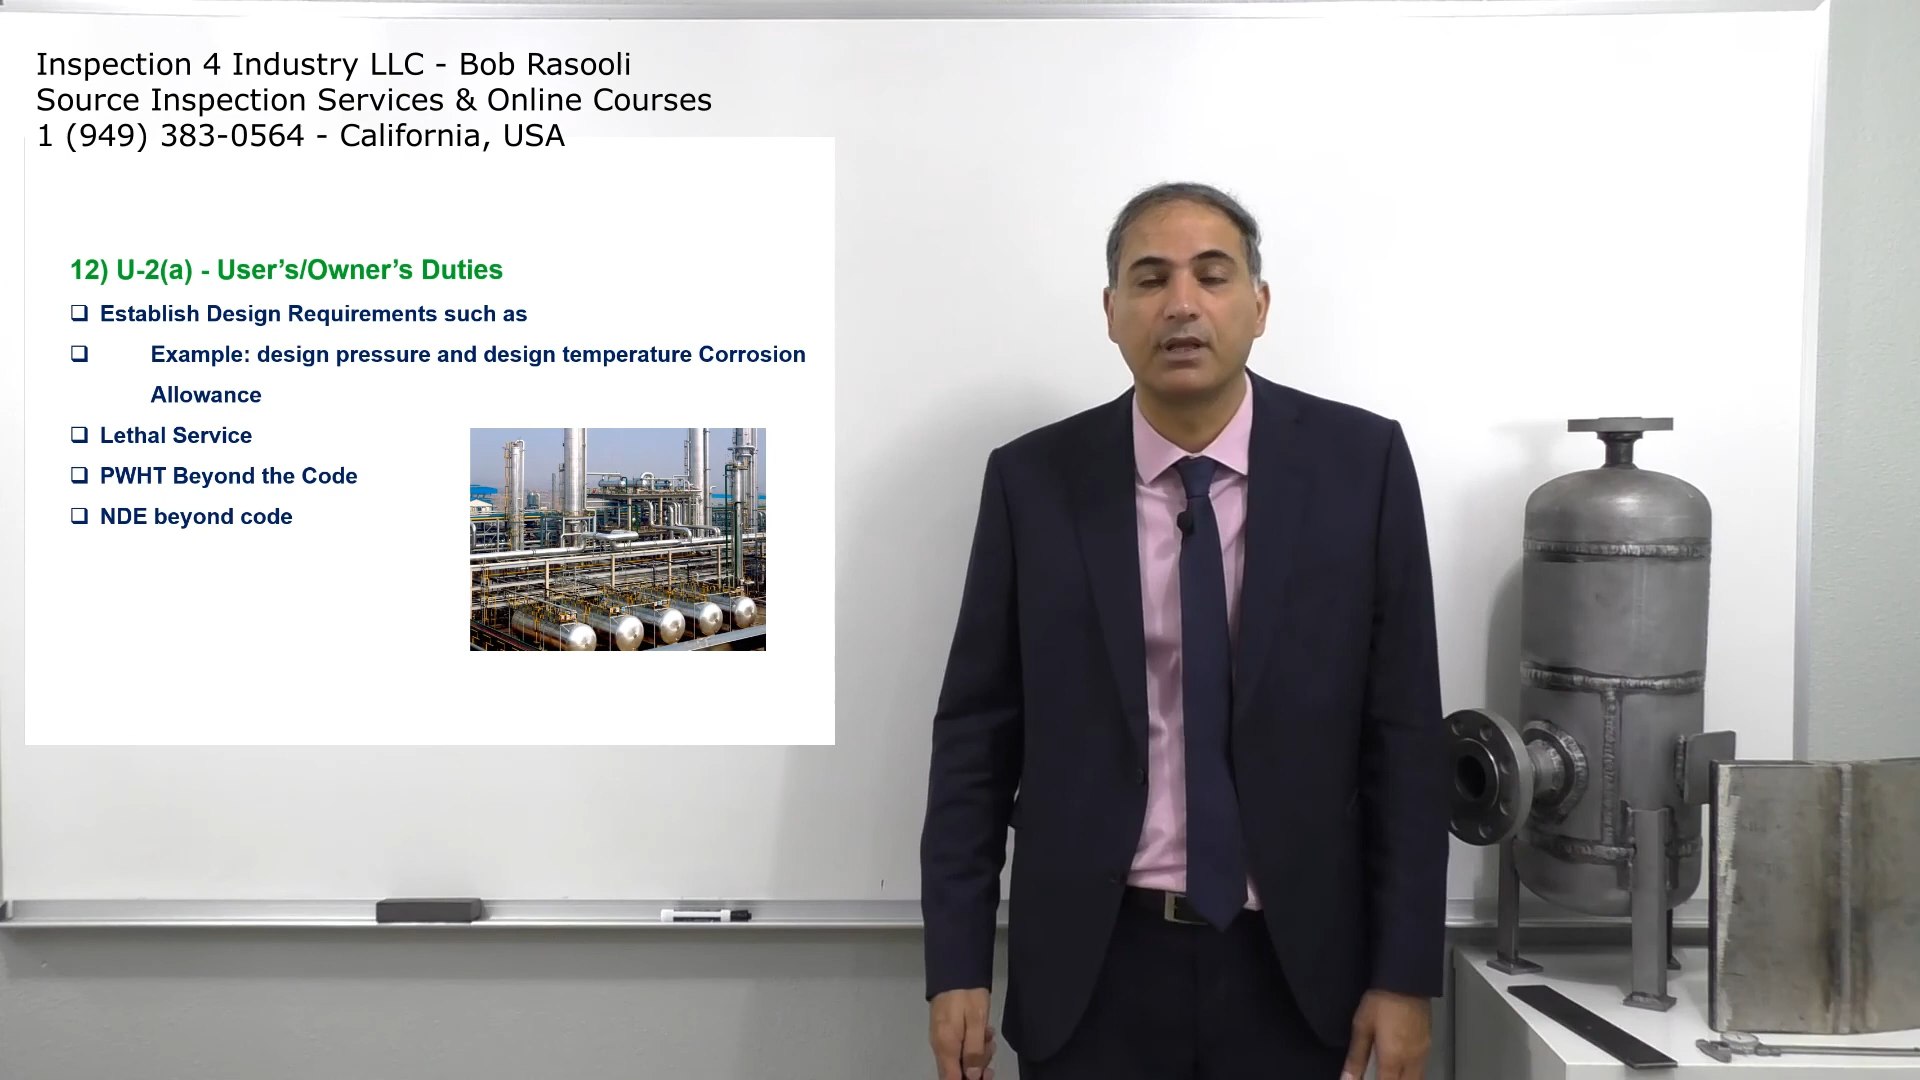 Inspection 4 Industry LLC - Bob Rasooli
Source Inspection Services & Online Courses
1 (949) 383-0564 - California, USA
12) U-2(a) - User’s/Owner’s Duties
Establish Design Requirements such as
Example: design pressure and design temperature Corrosion
Allowance
Lethal Service
PWHT Beyond the Code
NDE beyond code